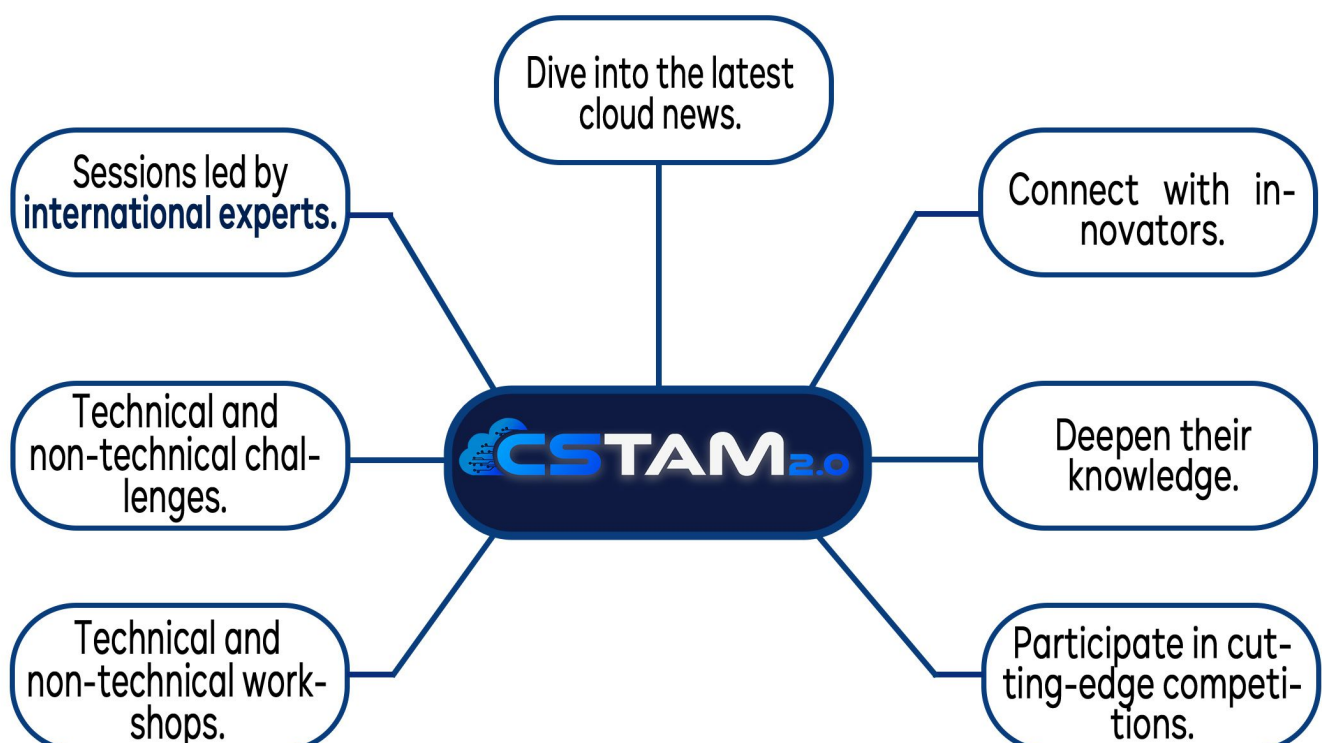 Dive into the latest
cloud news.
Sessions led by
international experts.
Connect with in-
novators.
Technical and
non-technical chal-
lenges.
CSTAM 2.0
Deepen their
knowledge.
Technical and
non-technical work-
shops.
Participate in cut-
ting-edge competi-
tions.